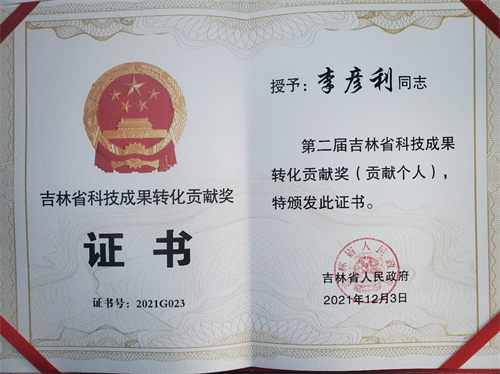 吉林省科技成果转化贡献奖
证书
证书号：2021G023
授予：李彦利同志
第二届吉林省科技成果
转化贡献奖（贡献个人），
特颁发此证书。
吉林省人民政府
2021年12月3日